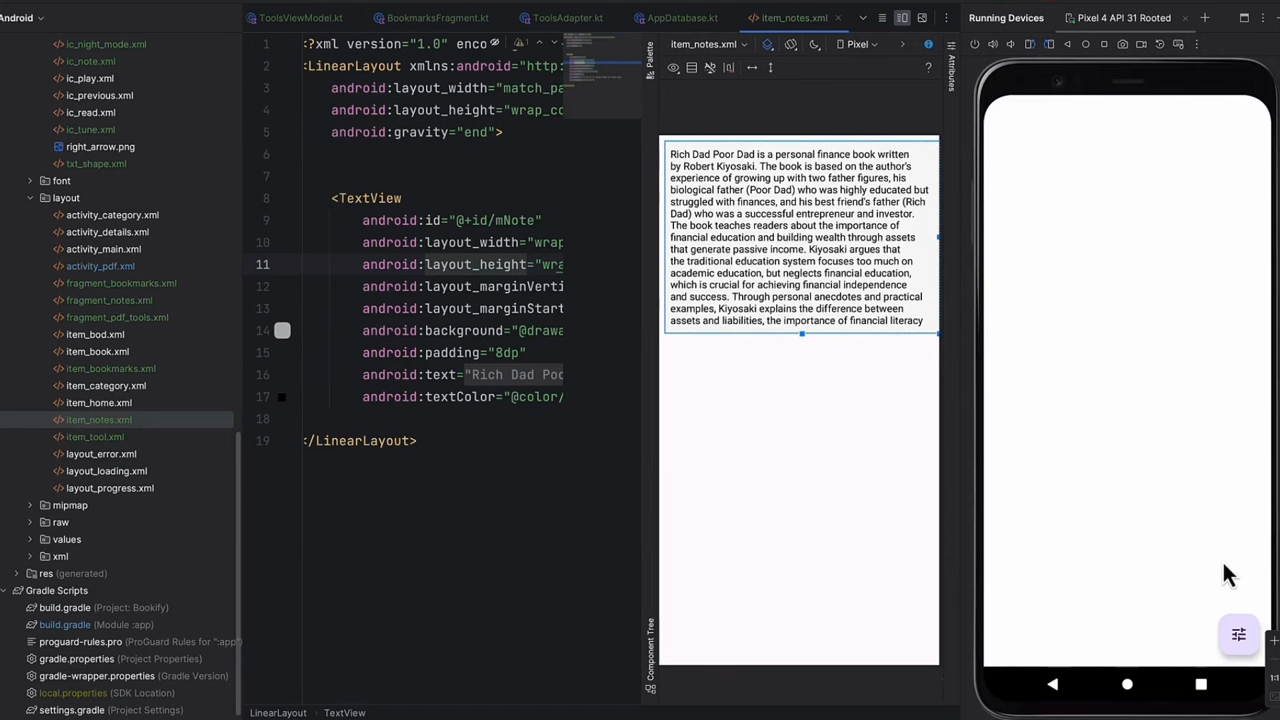 Android
ToolsViewModel.kt
BookmarksFragment.kt
ToolsAdapter.kt
AppDatabase.kt
item_notes.xml
Running Devices
Pixel 4 API 31 Rooted
ic_night_mode.xml
ic_note.xml
ic_play.xml
ic_previous.xml
ic_read.xml
ic_tune.xml
right_arrow.png
txt_shape.xml
font
layout
activity_category.xml
activity_details.xml
activity_main.xml
activity_pdf.xml
fragment_bookmarks.xml
fragment_notes.xml
fragment_pdf_tools.xml
item_bod.xml
item_book.xml
item_bookmarks.xml
item_category.xml
item_home.xml
item_notes.xml
item_tool.xml
layout_error.xml
layout_loading.xml
layout_progress.xml
mipmap
raw
values
xml
res (generated)
Gradle Scripts
build.gradle (Project: Bookify)
build.gradle (Module :app)
proguard-rules.pro (ProGuard Rules for ":app")
gradle.properties (Project Properties)
gradle-wrapper.properties (Gradle Version)
local.properties (SDK Location)
settings.gradle (Project Settings)
1 <?xml version="1.0" enco
2 <LinearLayout xmlns:android="http:
3 android:layout_width="match_pa
4 android:layout_height="wrap_co
5 android:gravity="end">
6
7
8 <TextView
9 android:id="@+id/mNote"
10 android:layout_width="wrap
11 android:layout_height="wra
12 android:layout_marginVerti
13 android:layout_marginStart
14 android:background="@drawa
15 android:padding="8dp"
16 android:text="Rich Dad Poo
17 android:textColor="@color/
18
19 </LinearLayout>
LinearLayout
TextView
Palette
item_notes.xml
Pixel
Attributes
Rich Dad Poor Dad is a personal finance book written
by Robert Kiyosaki. The book is based on the author's
experience of growing up with two father figures, his
biological father (Poor Dad) who was highly educated but
struggled with finances, and his best friend's father (Rich
Dad) who was a successful entrepreneur and investor.
The book teaches readers about the importance of
financial education and building wealth through assets
that generate passive income. Kiyosaki argues that
the traditional education system focuses too much on
academic education, but neglects financial education,
which is crucial for achieving financial independence
and success. Through personal anecdotes and practical
examples, Kiyosaki explains the difference between
assets and liabilities, the importance of financial literacy
Component Tree
1:1